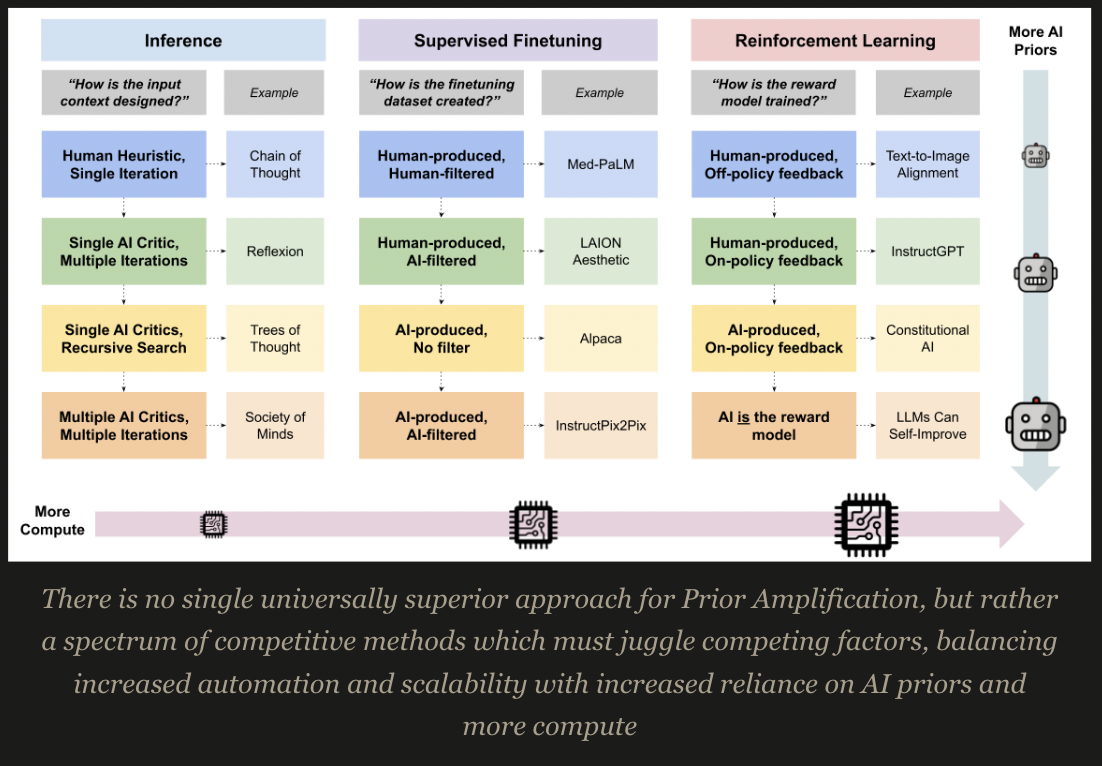 Inference
Supervised Finetuning
Reinforcement Learning
More AI
Priors
“How is the input
context designed?”
Example
“How is the finetuning
dataset created?”
Example
“How is the reward
model trained?”
Example
Human Heuristic,
Single Iteration
Chain of
Thought
Human-produced,
Human-filtered
Med-PaLM
Human-produced,
Off-policy feedback
Text-to-Image
Alignment
Single AI Critic,
Multiple Iterations
Reflexion
Human-produced,
AI-filtered
LAION
Aesthetic
Human-produced,
On-policy feedback
InstructGPT
Single AI Critics,
Recursive Search
Trees of
Thought
AI-produced,
No filter
Alpaca
AI-produced,
On-policy feedback
Constitutional
AI
Multiple AI Critics,
Multiple Iterations
Society of
Minds
AI-produced,
AI-filtered
InstructPix2Pix
AI is the reward
model
LLMs Can
Self-Improve
More
Compute
There is no single universally superior approach for Prior Amplification, but rather
a spectrum of competitive methods which must juggle competing factors, balancing
increased automation and scalability with increased reliance on AI priors and
more compute